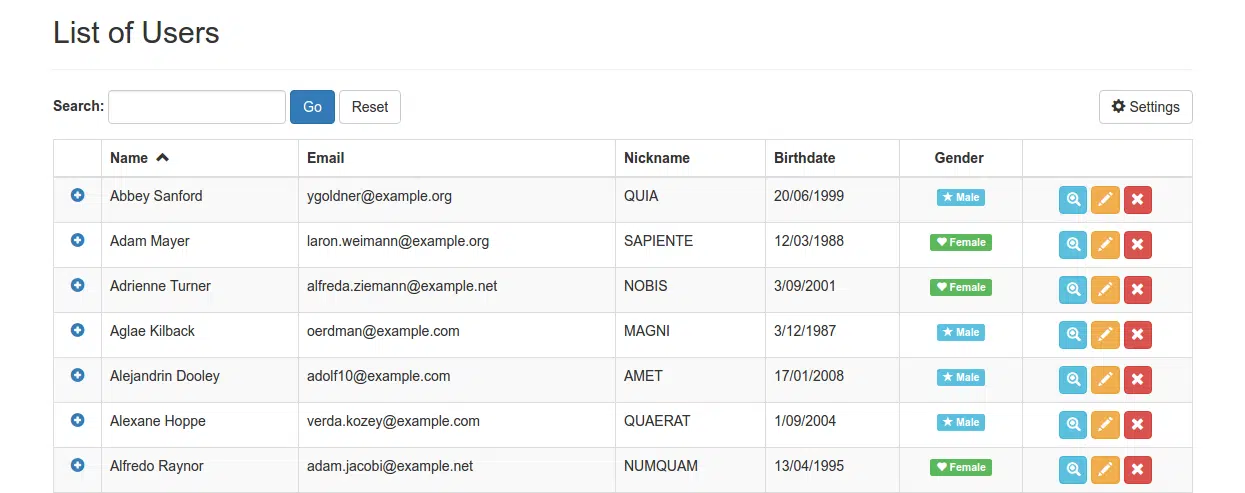 List of Users
Search: Go Reset Settings
Name Email Nickname Birthdate Gender
Abbey Sanford ygoldner@example.org QUIA 20/06/1999 Male
Adam Mayer laron.weimann@example.org SAPIENTE 12/03/1988 Female
Adrienne Turner alfreda.ziemann@example.net NOBIS 3/09/2001 Female
Aglae Kilback oerdman@example.com MAGNI 3/12/1987 Male
Alejandrin Dooley adolf10@example.com AMET 17/01/2008 Male
Alexane Hoppe verda.kozey@example.com QUAERAT 1/09/2004 Male
Alfredo Raynor adam.jacobi@example.net NUMQUAM 13/04/1995 Female